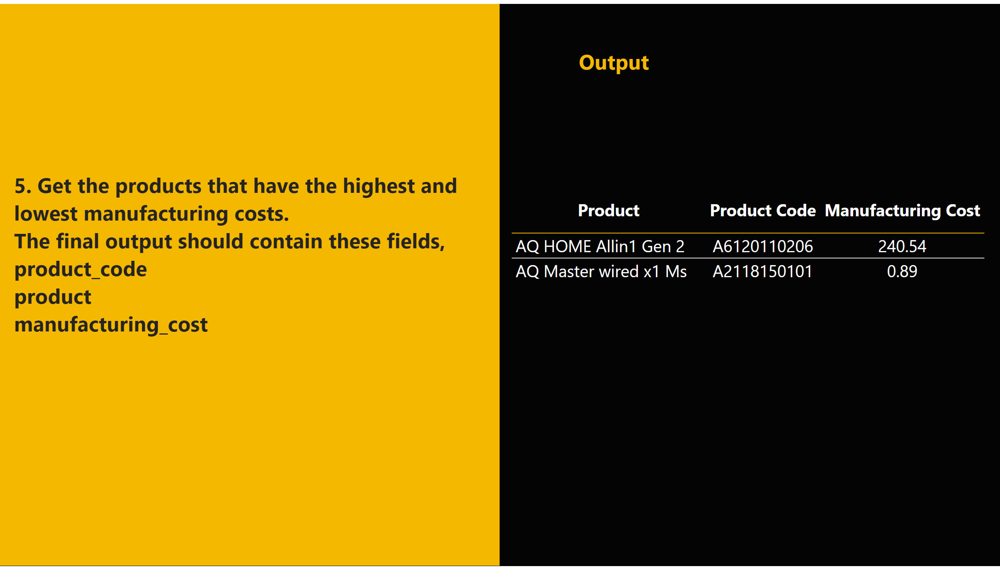 5. Get the products that have the highest and
lowest manufacturing costs.
The final output should contain these fields,
product_code
product
manufacturing_cost
Output
Product Product Code Manufacturing Cost
AQ HOME Allin1 Gen 2 A6120110206 240.54
AQ Master wired x1 Ms A2118150101 0.89